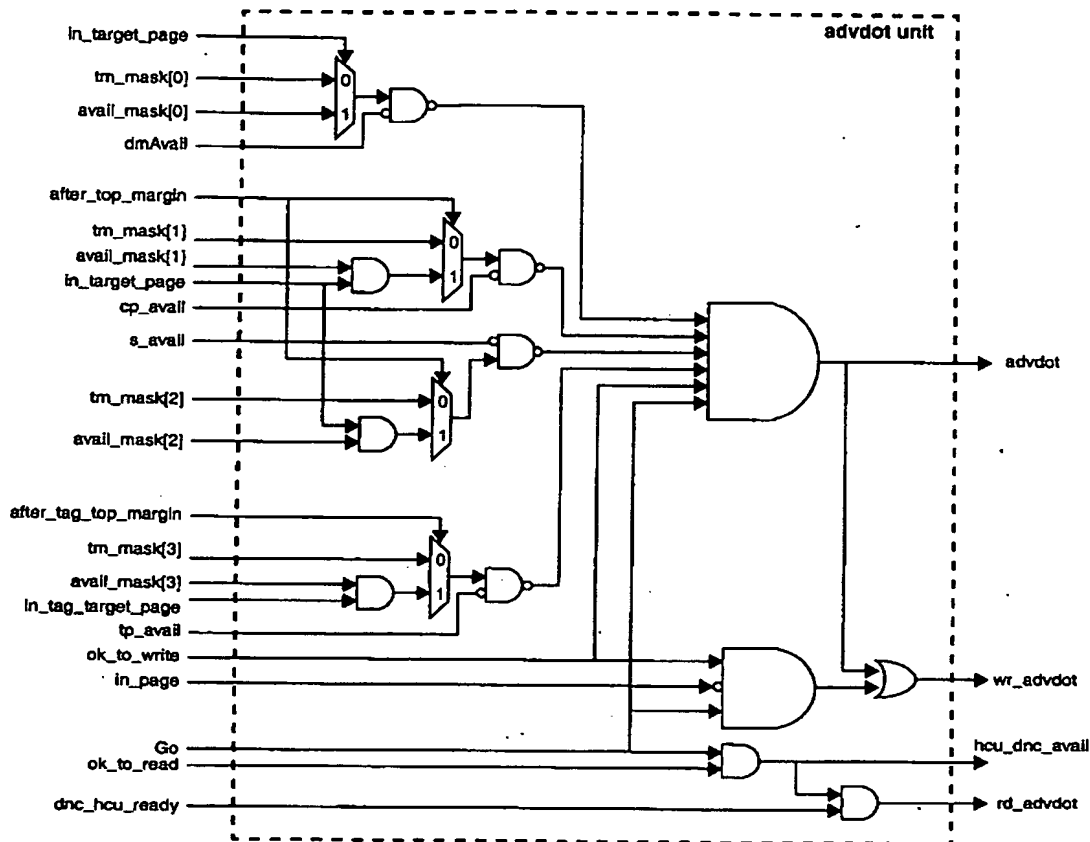 advdot unit
in_target_page
tm_mask[0]
0
avail_mask[0]
1
dmAvail
after_top_margin
tm_mask[1]
0
avail_mask[1]
1
in_target_page
cp_avail
s_avail
advdot
tm_mask[2]
0
1
avail_mask[2]
after_tag_top_margin
tm_mask[3]
0
avail_mask[3]
1
in_tag_target_page
tp_avail
ok_to_write
in_page
wr_advdot
Go
hcu_dnc_avail
ok_to_read
dnc_hcu_ready
rd_advdot